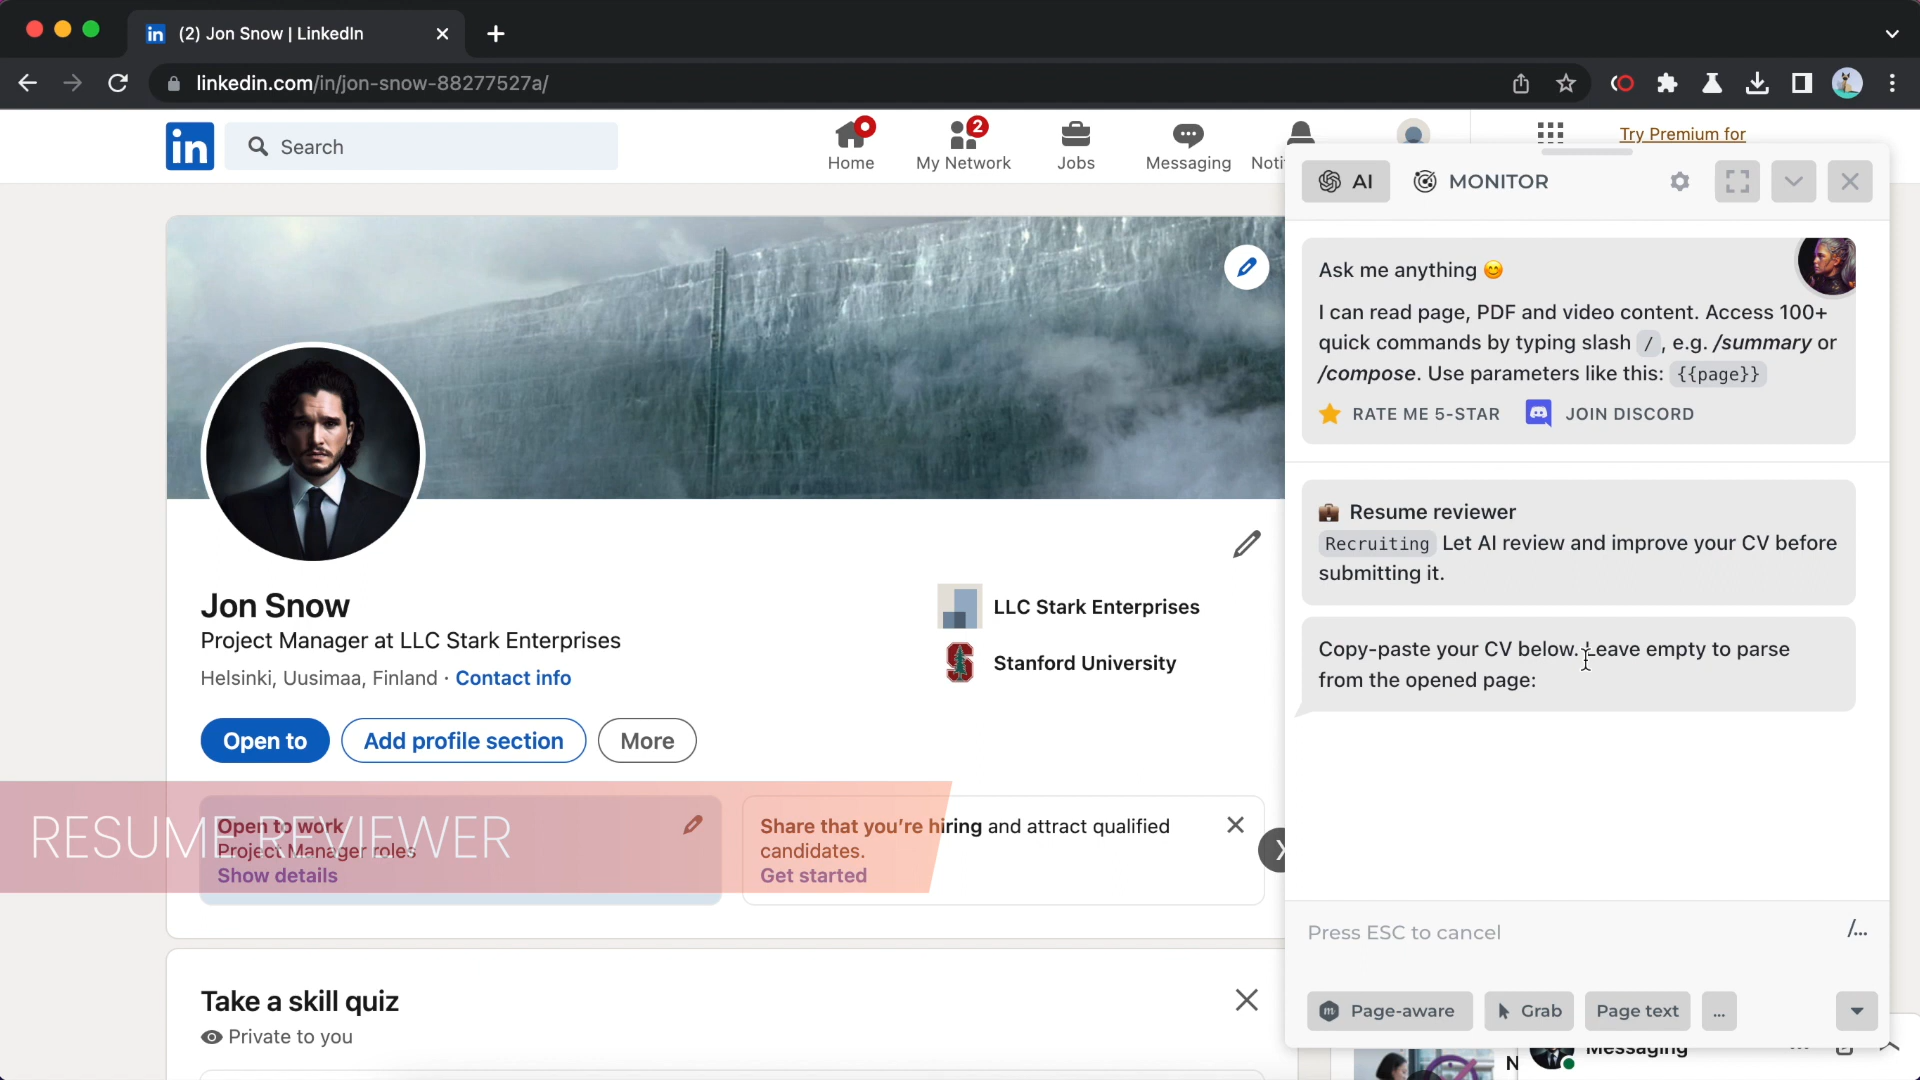 (2) Jon Snow | LinkedIn
linkedin.com/in/jon-snow-88277527a/
in
Search
Home
2
My Network
Jobs
Messaging
Try Premium for
AI
MONITOR
Ask me anything 😊
I can read page, PDF and video content. Access 100+
quick commands by typing slash /, e.g. /summary or
/compose. Use parameters like this: {{page}}
RATE ME 5-STAR
JOIN DISCORD
Resume reviewer
Recruiting Let AI review and improve your CV before
submitting it.
Copy-paste your CV below. Leave empty to parse
from the opened page:
Press ESC to cancel
/...
Page-aware
Grab
Page text
...
Jon Snow
Project Manager at LLC Stark Enterprises
Helsinki, Uusimaa, Finland · Contact info
LLC Stark Enterprises
Stanford University
Open to
Add profile section
More
RESUME REVIEWER
Open to work
Project Manager roles
Show details
Share that you're hiring and attract qualified
candidates.
Get started
Take a skill quiz
Private to you
Messaging